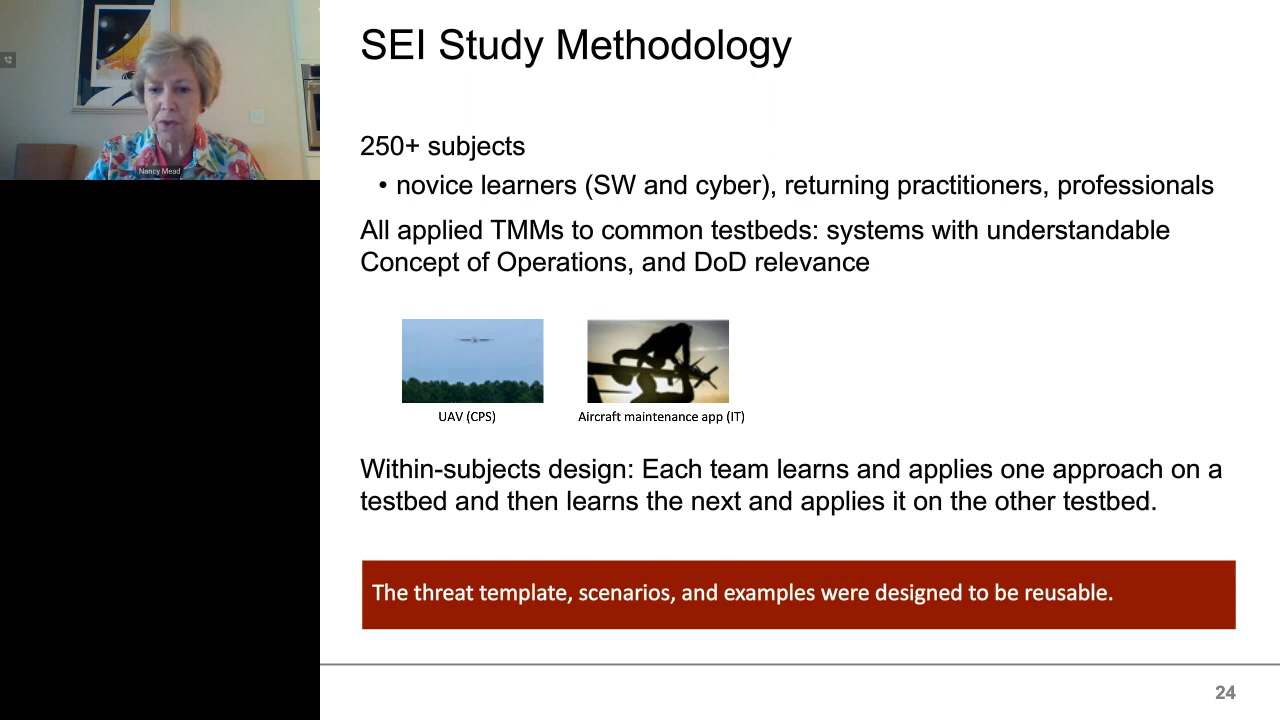 Nancy Mead
SEI Study Methodology
250+ subjects
• novice learners (SW and cyber), returning practitioners, professionals
All applied TMMs to common testbeds: systems with understandable
Concept of Operations, and DoD relevance
UAV (CPS)
Aircraft maintenance app (IT)
Within-subjects design: Each team learns and applies one approach on a
testbed and then learns the next and applies it on the other testbed.
The threat template, scenarios, and examples were designed to be reusable.
24